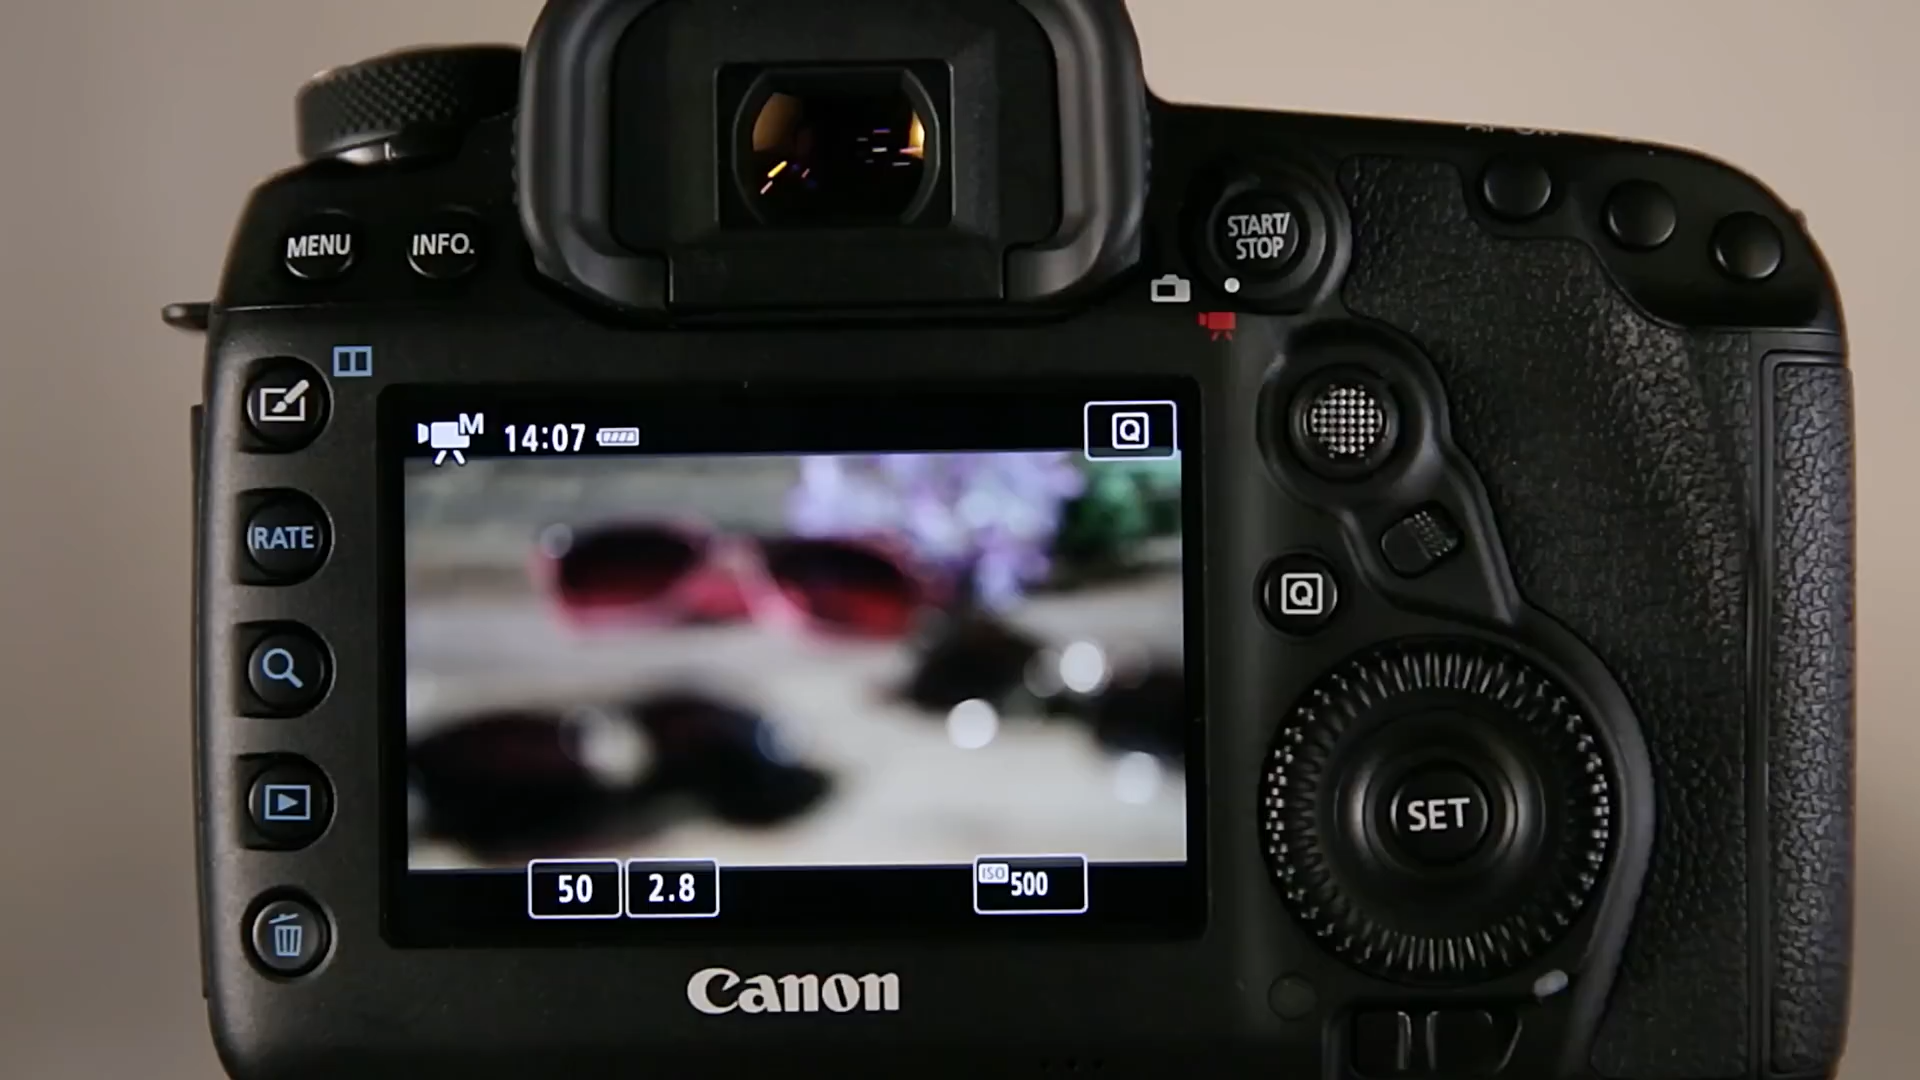 MENU
INFO.
START/
STOP
M
14:07
Q
RATE
Q
SET
50
2.8
ISO 500
Canon